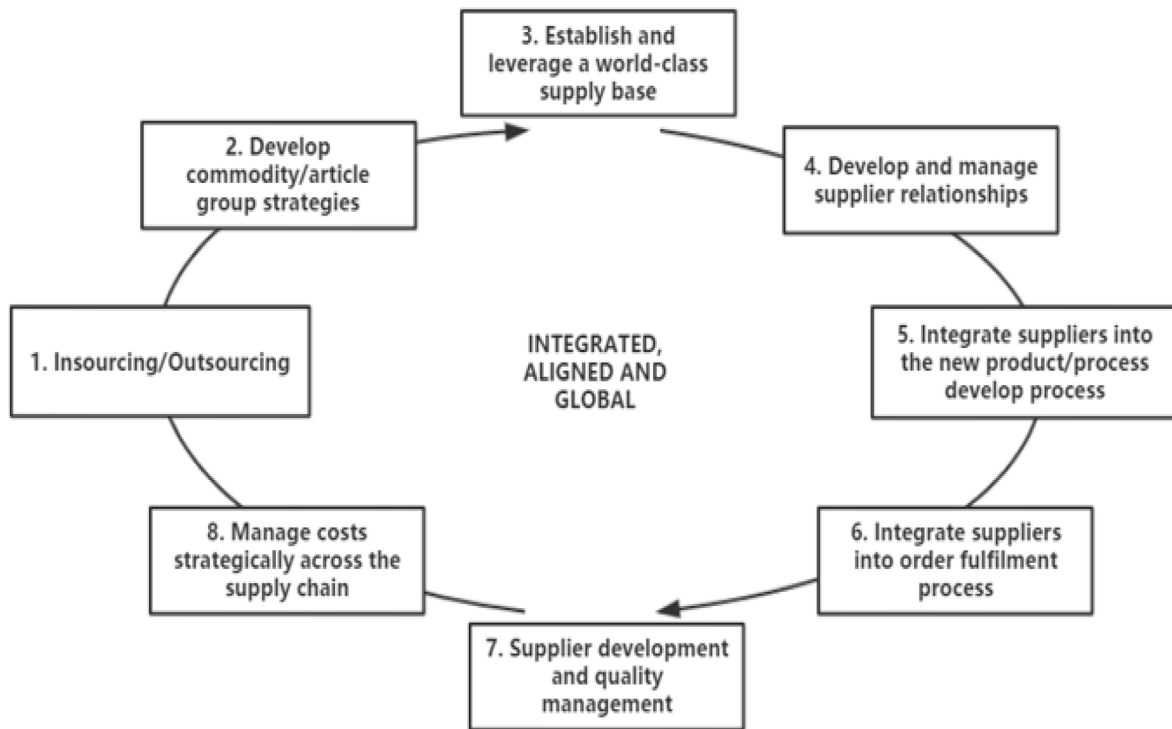 3. Establish and
leverage a world-class
supply base
2. Develop
commodity/article
group strategies
4. Develop and manage
supplier relationships
1. Insourcing/Outsourcing
INTEGRATED,
ALIGNED AND
GLOBAL
5. Integrate suppliers into
the new product/process
develop process
8. Manage costs
strategically across the
supply chain
6. Integrate suppliers
into order fulfilment
process
7. Supplier development
and quality
management